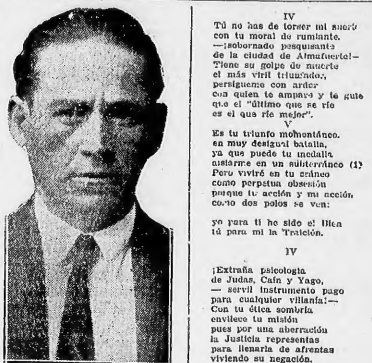 IV
Tú no has de torser mi suerte
con tu moral de rumiante.
—¡sobornado pesquisante
de la ciudad de Almafuerte!—
Tiene su golpe de muerte
el más viril triunfador,
persígueme con ardor
con quien te ampare y te guíe
que el "último que se ríe
es el que ríe mejor".
V
Es tu triunfo momontáneo.
en muy desigual batalla,
ya que puede tu medalla
aislarme en un subterráneo (1)
Pero viviré en tu cráneo
como perpetua obsesión
porque tu acción y mi acción
como dos polos se ven:
yo para ti he sido el Bien
tú para mi la Traición.
IV
¡Extraña psicología
de Judas, Caín y Yago,
— servil instrumento pago
para cualquier villanía!—
Con tu ética sombría
envilece tu misión
pues por una aberración
la Justicia representas
para llenarla de afrentas
viviendo su negación.